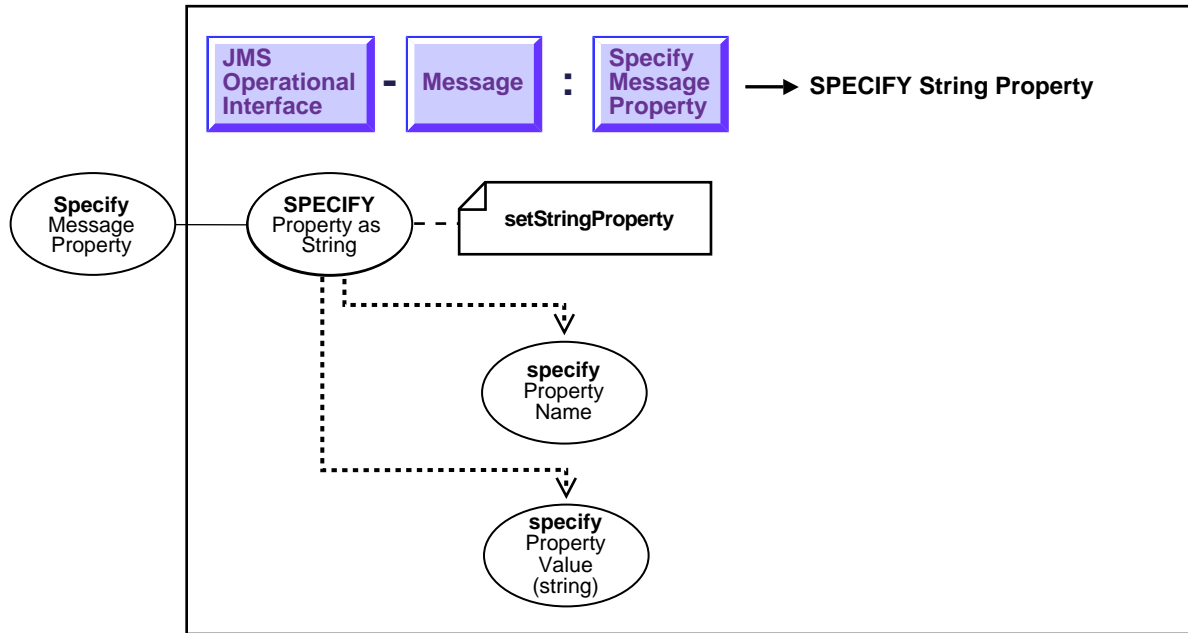 JMS
Operational
Interface
-
Message
:
Specify
Message
Property
SPECIFY String Property
Specify
Message
Property
SPECIFY
Property as
String
setStringProperty
specify
Property
Name
specify
Property
Value
(string)